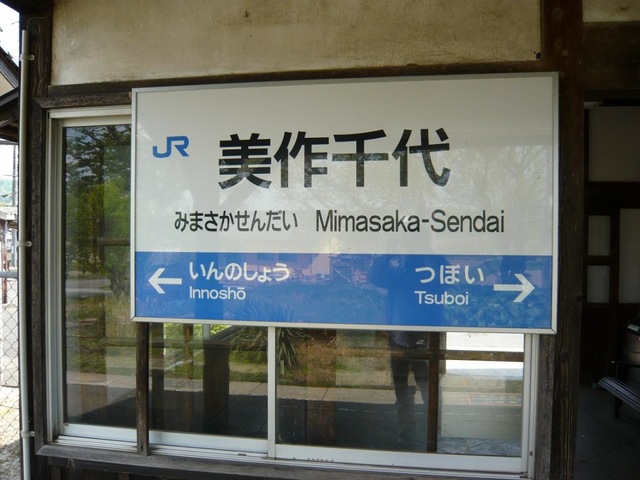 JR 美作千代
みまさかせんだい Mimasaka-Sendai
← いんのしょう つぼい →
Innoshō Tsuboi